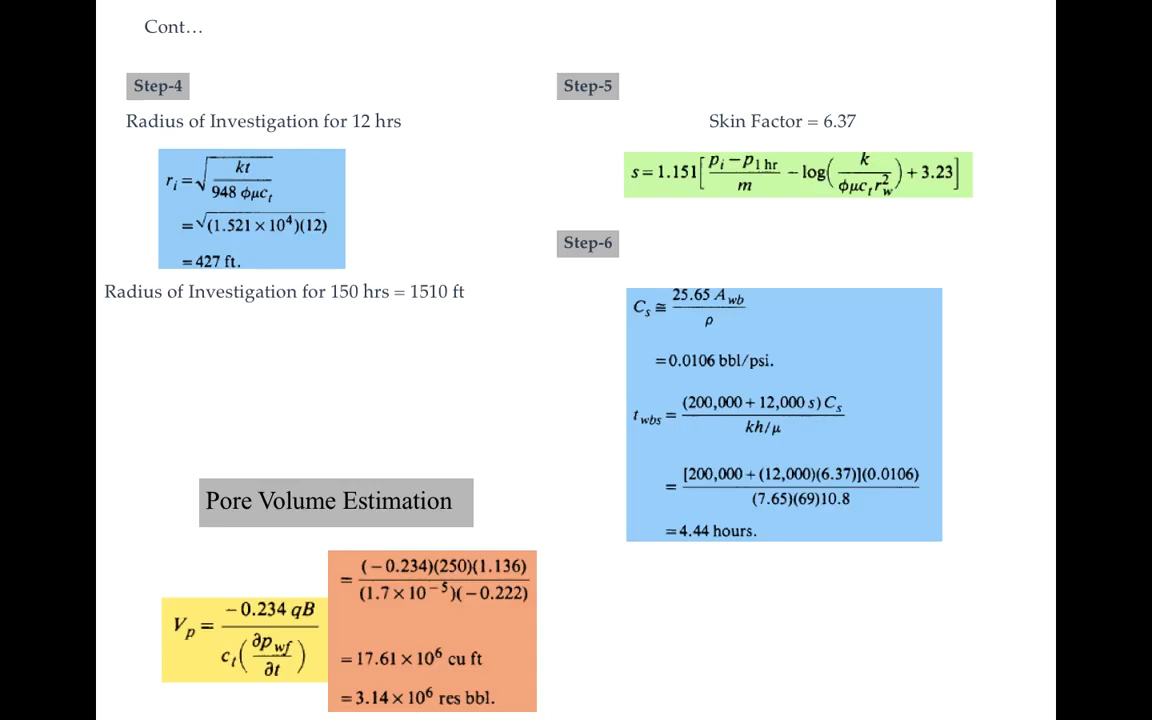 Cont…
Step-4
Radius of Investigation for 12 hrs
r_i = √(kt / 948 ϕμc_t)
= √(1.521 × 10⁴)(12)
= 427 ft.
Radius of Investigation for 150 hrs = 1510 ft
Pore Volume Estimation
V_p = −0.234 qB / c_t(∂p_wf / ∂t)
= (−0.234)(250)(1.136) / (1.7 × 10⁻⁵)(−0.222)
= 17.61 × 10⁶ cu ft
= 3.14 × 10⁶ res bbl.
Step-5
Skin Factor = 6.37
s = 1.151[p_i − p_1 hr / m − log(k / ϕμc_t r_w²) + 3.23]
Step-6
C_s ≅ 25.65 A_wb / ρ
= 0.0106 bbl/psi.
t_wbs = (200,000 + 12,000 s) C_s / kh/μ
= [200,000 + (12,000)(6.37)](0.0106) / (7.65)(69)10.8
= 4.44 hours.